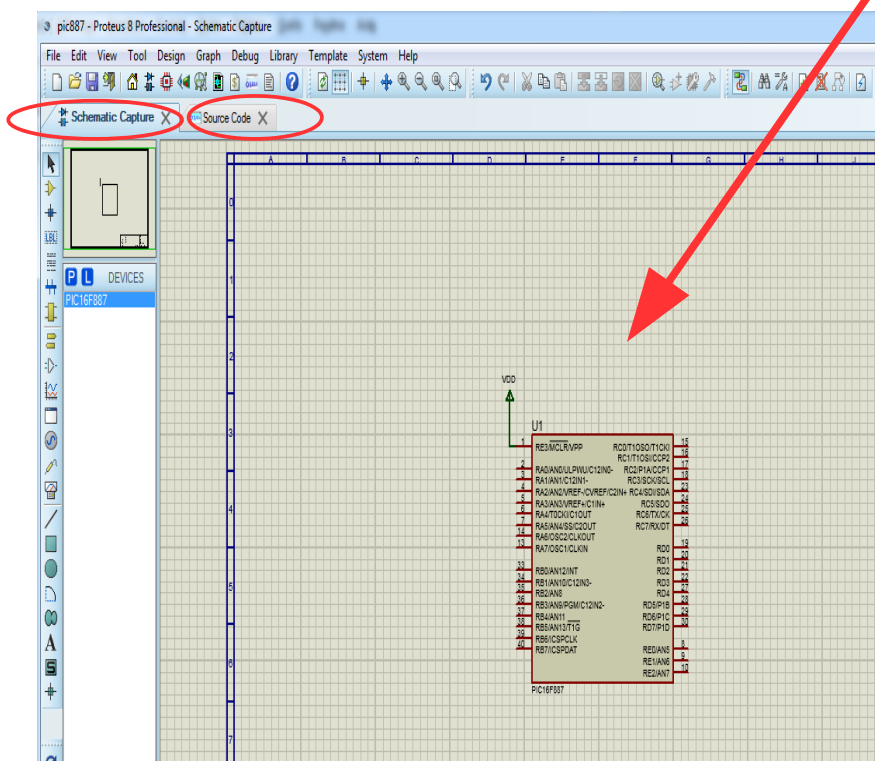 pic887 - Proteus 8 Professional - Schematic Capture
File Edit View Tool Design Graph Debug Library Template System Help
Schematic Capture
Source Code
A B C D E F G H J
0
1
2
3
4
5
6
7
LBL
P L DEVICES
PIC16F887
A
S
VDD
U1
1 RE3/MCLR/VPP RC0/T1OSO/T1CKI 15
RC1/T1OSI/CCP2 16
2 RA0/AN0/ULPWU/C12IN0- RC2/P1A/CCP1 17
3 RA1/AN1/C12IN1- RC3/SCK/SCL 18
4 RA2/AN2/VREF-/CVREF/C2IN+ RC4/SDI/SDA 23
5 RA3/AN3/VREF+/C1IN+ RC5/SDO 24
6 RA4/T0CKI/C1OUT RC6/TX/CK 25
7 RA5/AN4/SS/C2OUT RC7/RX/DT 26
14 RA6/OSC2/CLKOUT
13 RA7/OSC1/CLKIN RD0 19
RD1 20
33 RB0/AN12/INT RD2 21
34 RB1/AN10/C12IN3- RD3 22
35 RB2/AN8 RD4 27
36 RB3/AN9/PGM/C12IN2- RD5/P1B 28
37 RB4/AN11 RD6/P1C 29
38 RB5/AN13/T1G RD7/P1D 30
39 RB6/ICSPCLK
40 RB7/ICSPDAT RE0/AN5 8
RE1/AN6 9
RE2/AN7 10
PIC16F887